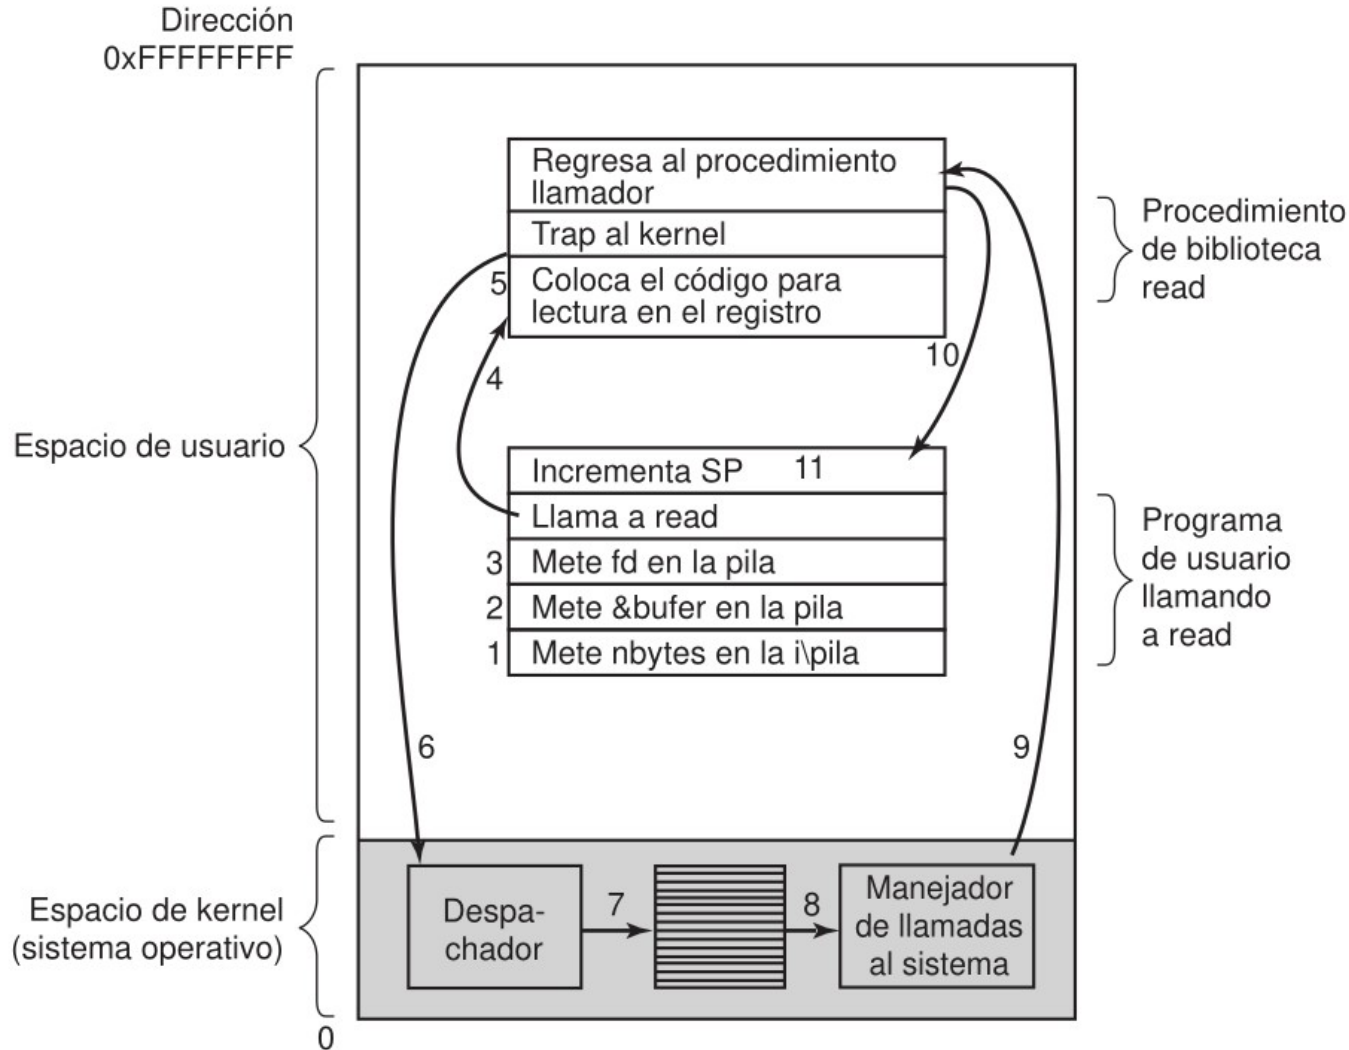 Dirección
0xFFFFFFFF
Regresa al procedimiento
llamador
Trap al kernel
5
Coloca el código para
lectura en el registro
Procedimiento
de biblioteca
read
4
10
Espacio de usuario
Incrementa SP 11
Llama a read
3 Mete fd en la pila
2 Mete &bufer en la pila
1 Mete nbytes en la i\pila
Programa
de usuario
llamando
a read
6
9
Espacio de kernel
(sistema operativo)
Despa-
chador
7
8
Manejador
de llamadas
al sistema
0